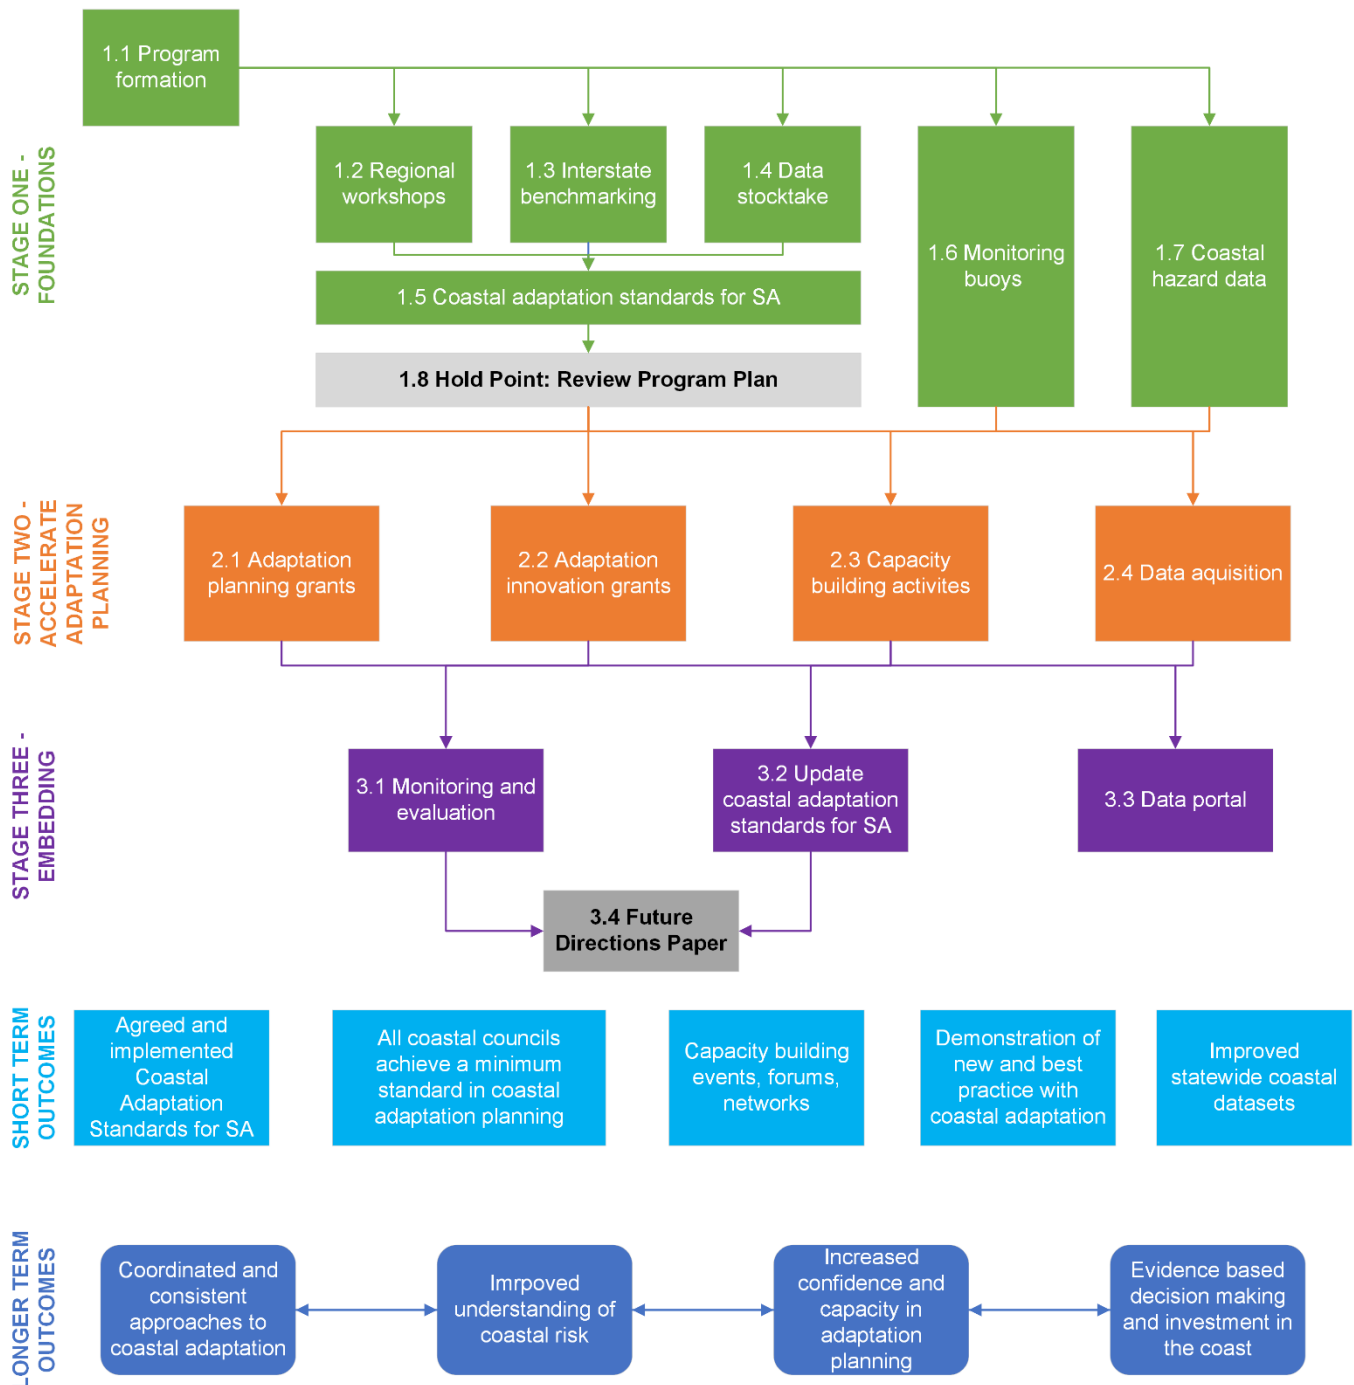 STAGE ONE -
FOUNDATIONS
1.1 Program
formation
1.2 Regional
workshops
1.3 Interstate
benchmarking
1.4 Data
stocktake
1.6 Monitoring
buoys
1.7 Coastal
hazard data
1.5 Coastal adaptation standards for SA
1.8 Hold Point: Review Program Plan
STAGE TWO -
ACCELERATE
ADAPTATION
PLANNING
2.1 Adaptation
planning grants
2.2 Adaptation
innovation grants
2.3 Capacity
building activites
2.4 Data aquisition
STAGE THREE -
EMBEDDING
3.1 Monitoring and
evaluation
3.2 Update
coastal adaptation
standards for SA
3.3 Data portal
3.4 Future
Directions Paper
SHORT TERM
OUTCOMES
Agreed and
implemented
Coastal
Adaptation
Standards for SA
All coastal councils
achieve a minimum
standard in coastal
adaptation planning
Capacity building
events, forums,
networks
Demonstration of
new and best
practice with
coastal adaptation
Improved
statewide coastal
datasets
LONGER TERM
OUTCOMES
Coordinated and
consistent
approaches to
coastal adaptation
Imrpoved
understanding of
coastal risk
Increased
confidence and
capacity in
adaptation
planning
Evidence based
decision making
and investment in
the coast